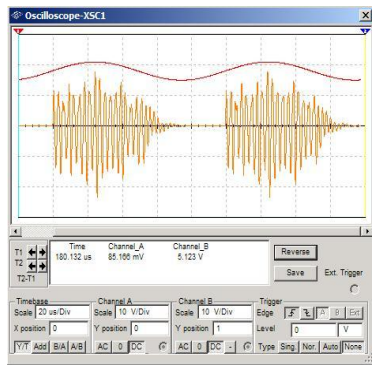 Oscilloscope-XSC1
T1
T2
T2-T1
Time Channel_A Channel_B
180.132 us 85.166 mV 5.123 V
Reverse
Save
Ext. Trigger
Timebase
Scale 20 us/Div
X position 0
Y/T Add B/A A/B
Channel A
Scale 10 V/Div
Y position 0
AC 0 DC
Channel B
Scale 10 V/Div
Y position 1
AC 0 DC -
Trigger
Edge A B Ext
Level 0 V
Type Sing. Nor. Auto None